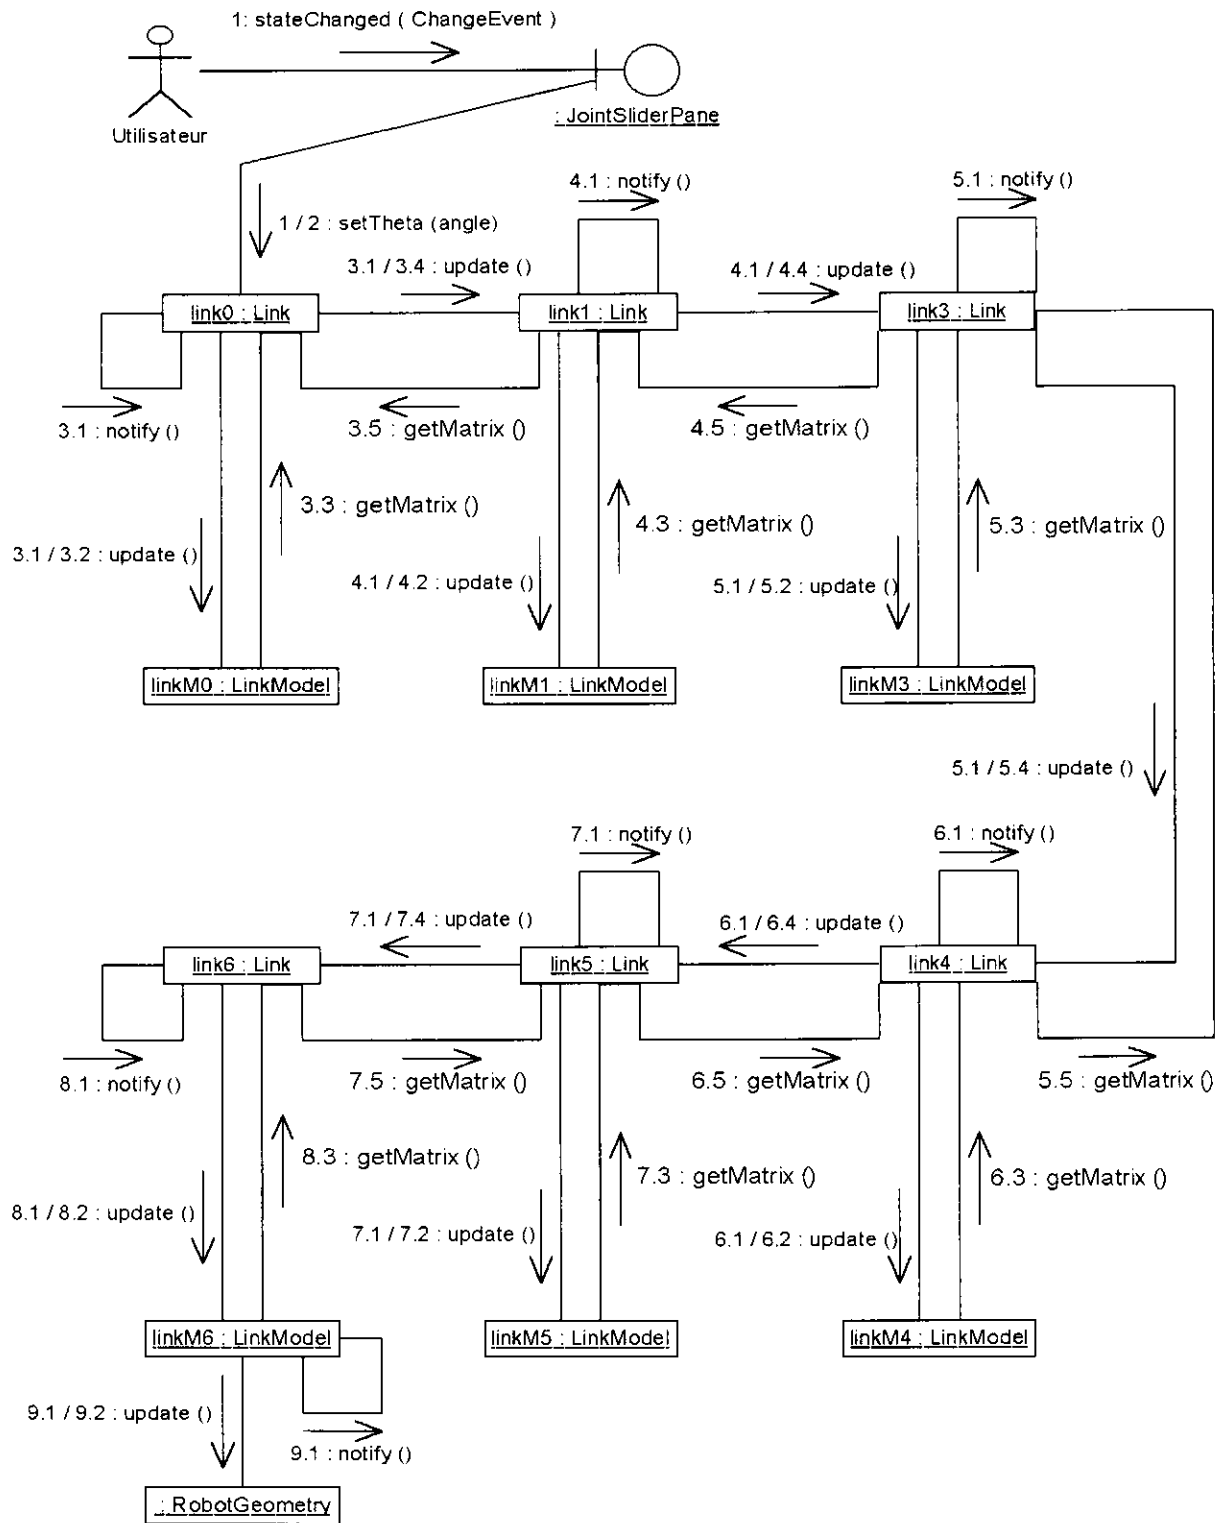 1: stateChanged ( ChangeEvent )
Utilisateur
: JointSliderPane
4.1 : notify ()
5.1 : notify ()
1 / 2 : setTheta (angle)
3.1 / 3.4 : update ()
4.1 / 4.4 : update ()
link0 : Link
link1 : Link
link3 : Link
3.1 : notify ()
3.5 : getMatrix ()
4.5 : getMatrix ()
3.3 : getMatrix ()
4.3 : getMatrix ()
5.3 : getMatrix ()
3.1 / 3.2 : update ()
4.1 / 4.2 : update ()
5.1 / 5.2 : update ()
linkM0 : LinkModel
linkM1 : LinkModel
linkM3 : LinkModel
5.1 / 5.4 : update ()
7.1 : notify ()
6.1 : notify ()
7.1 / 7.4 : update ()
6.1 / 6.4 : update ()
link6 : Link
link5 : Link
link4 : Link
8.1 : notify ()
7.5 : getMatrix ()
6.5 : getMatrix ()
5.5 : getMatrix ()
8.3 : getMatrix ()
7.3 : getMatrix ()
6.3 : getMatrix ()
8.1 / 8.2 : update ()
7.1 / 7.2 : update ()
6.1 / 6.2 : update ()
linkM6 : LinkModel
linkM5 : LinkModel
linkM4 : LinkModel
9.1 / 9.2 : update ()
9.1 : notify ()
: RobotGeometry